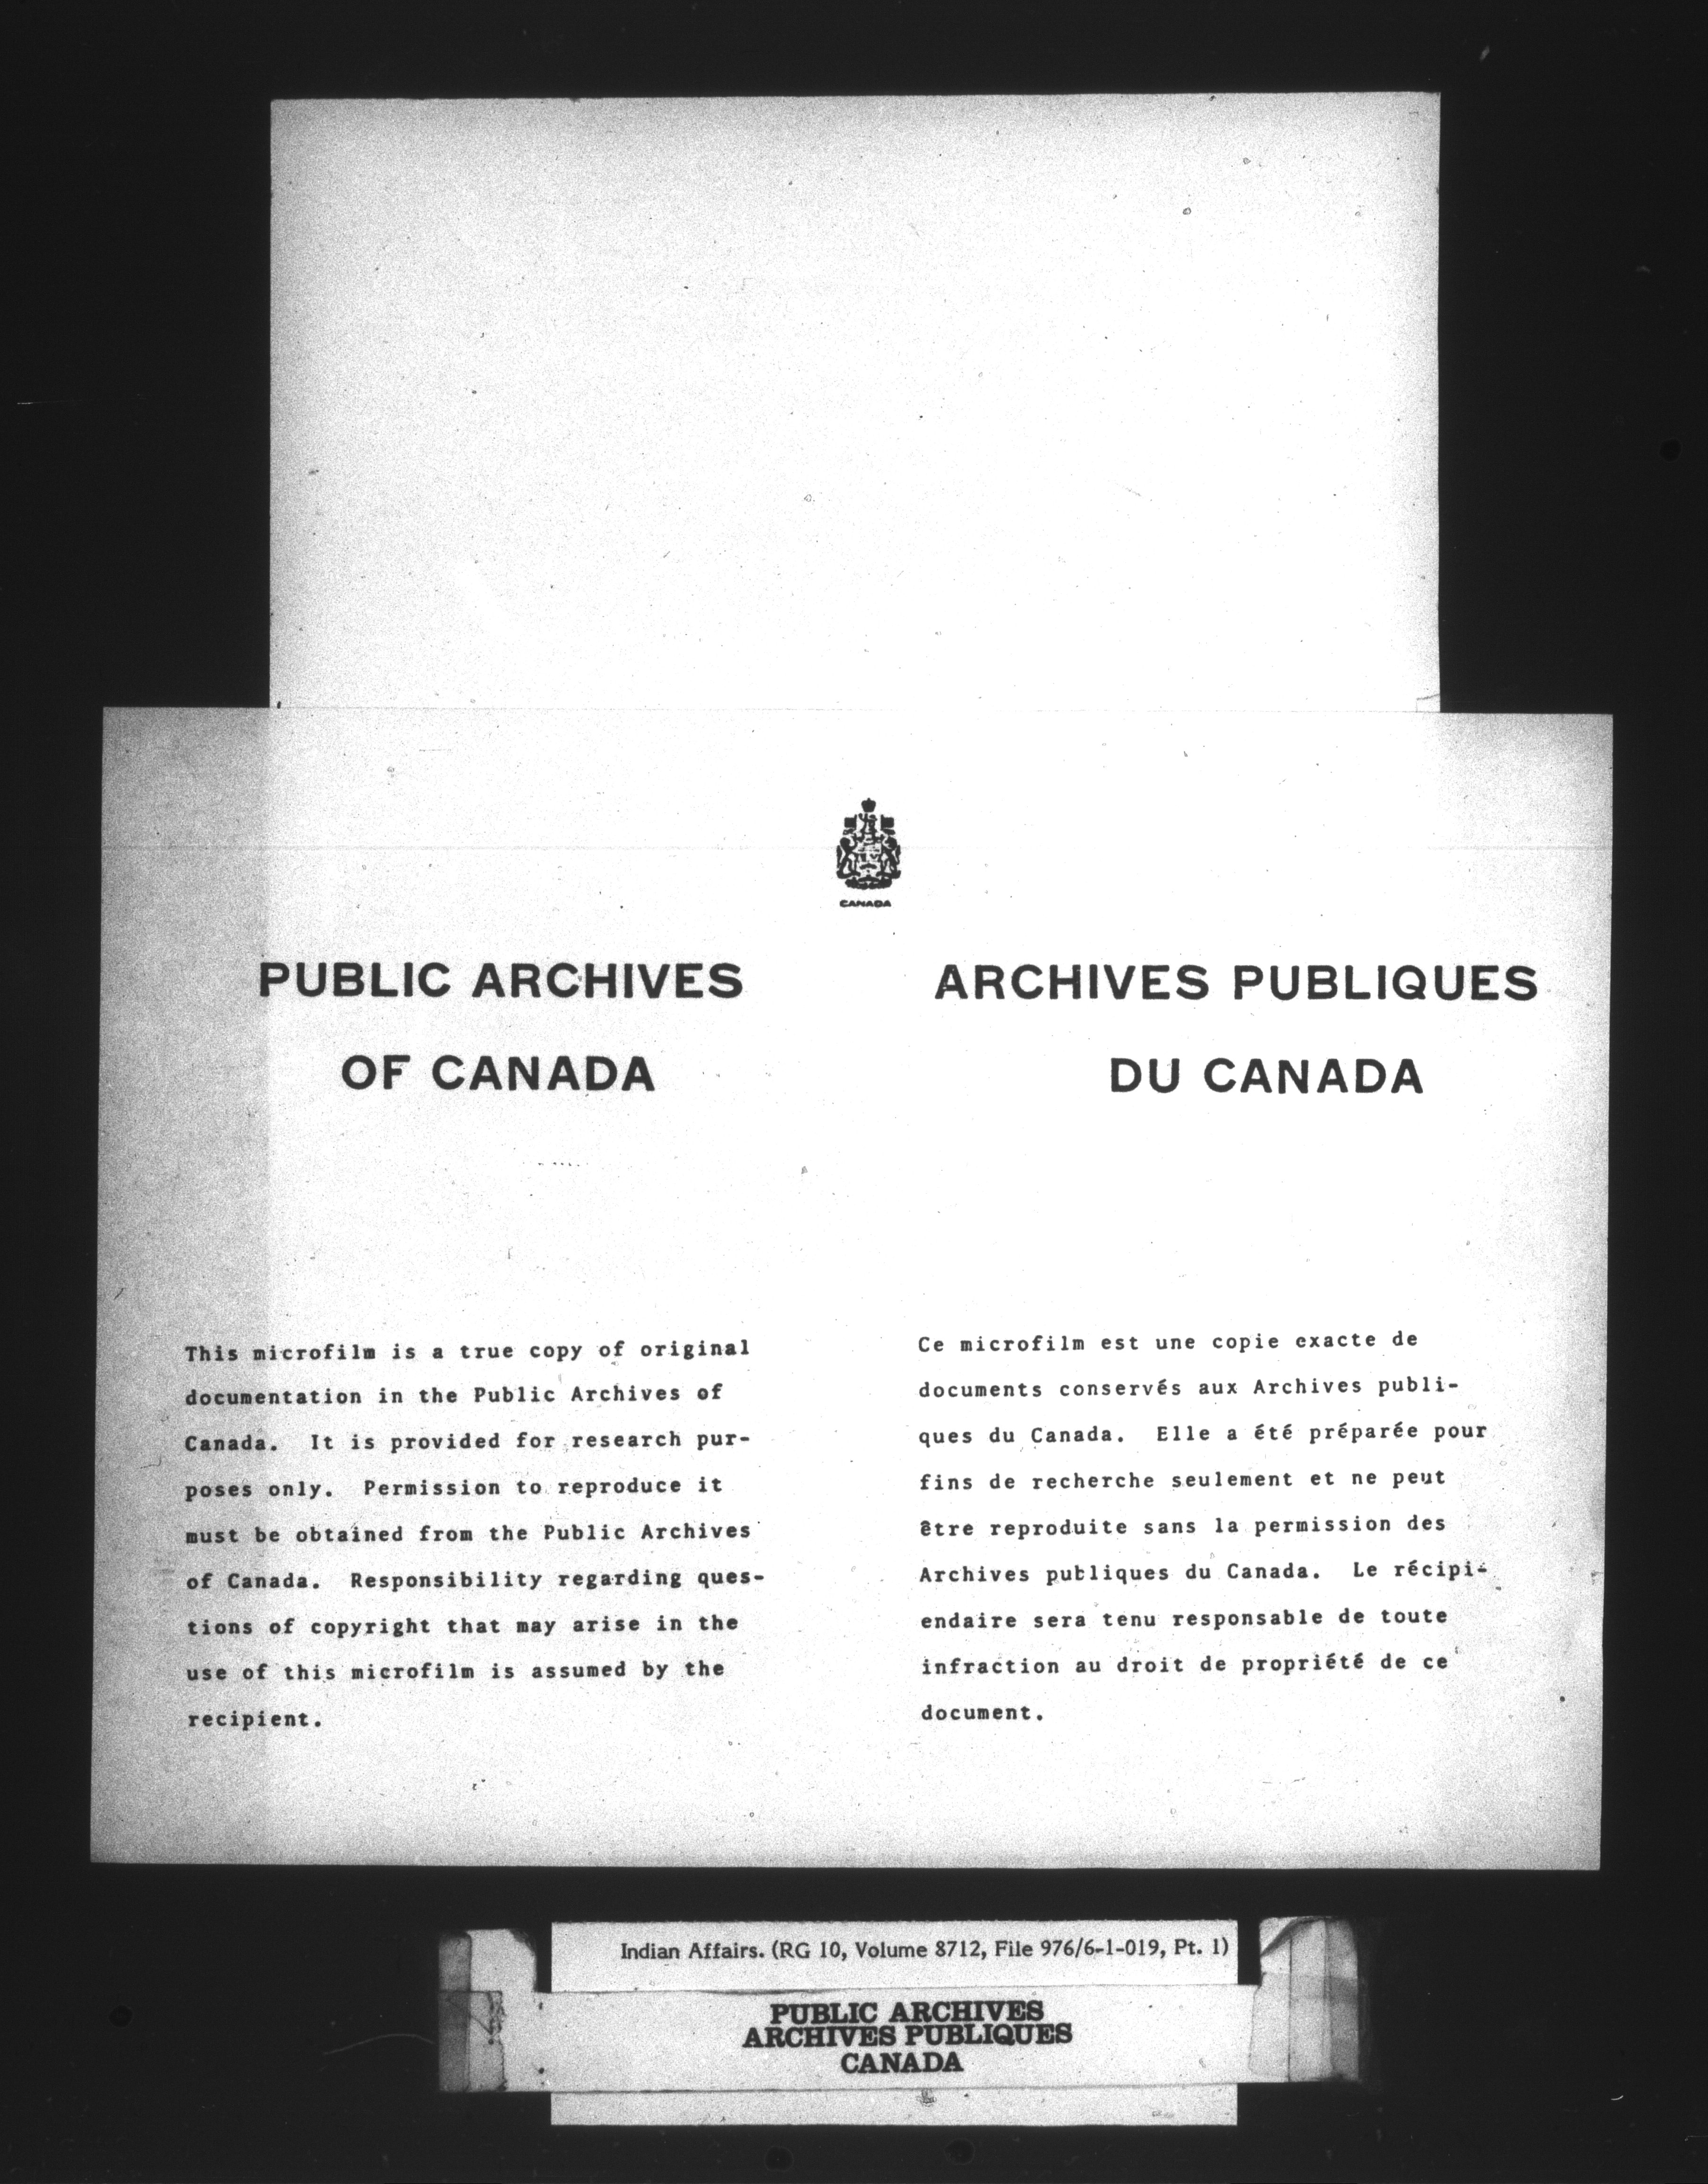 CANADA
PUBLIC ARCHIVES
OF CANADA
This microfilm is a true copy of original
documentation in the Public Archives of
Canada. It is provided for research pur-
poses only. Permission to reproduce it
must be obtained from the Public Archives
of Canada. Responsibility regarding ques-
tions of copyright that may arise in the
use of this microfilm is assumed by the
recipient.
ARCHIVES PUBLIQUES
DU CANADA
Ce microfilm est une copie exacte de
documents conservés aux Archives publi-
ques du Canada. Elle a été préparée pour
fins de recherche seulement et ne peut
être reproduite sans la permission des
Archives publiques du Canada. Le récipi-
endaire sera tenu responsable de toute
infraction au droit de propriété de ce
document.
Indian Affairs. (RG 10, Volume 8712, File 976/6-1-019, Pt. 1)
PUBLIC ARCHIVES
ARCHIVES PUBLIQUES
CANADA